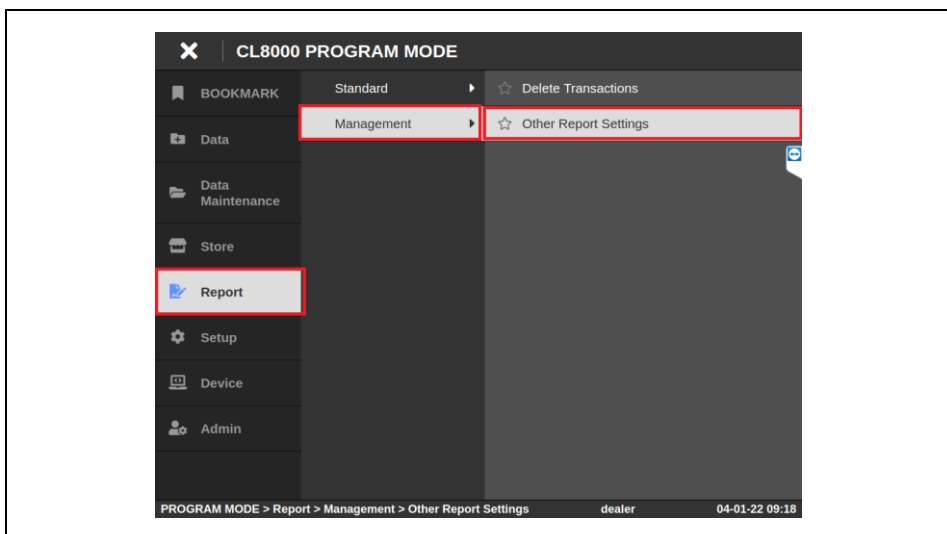 CL8000 PROGRAM MODE
BOOKMARK
Data
Data
Maintenance
Store
Report
Setup
Device
Admin
Standard
Management
Delete Transactions
Other Report Settings
PROGRAM MODE > Report > Management > Other Report Settings dealer 04-01-22 09:18